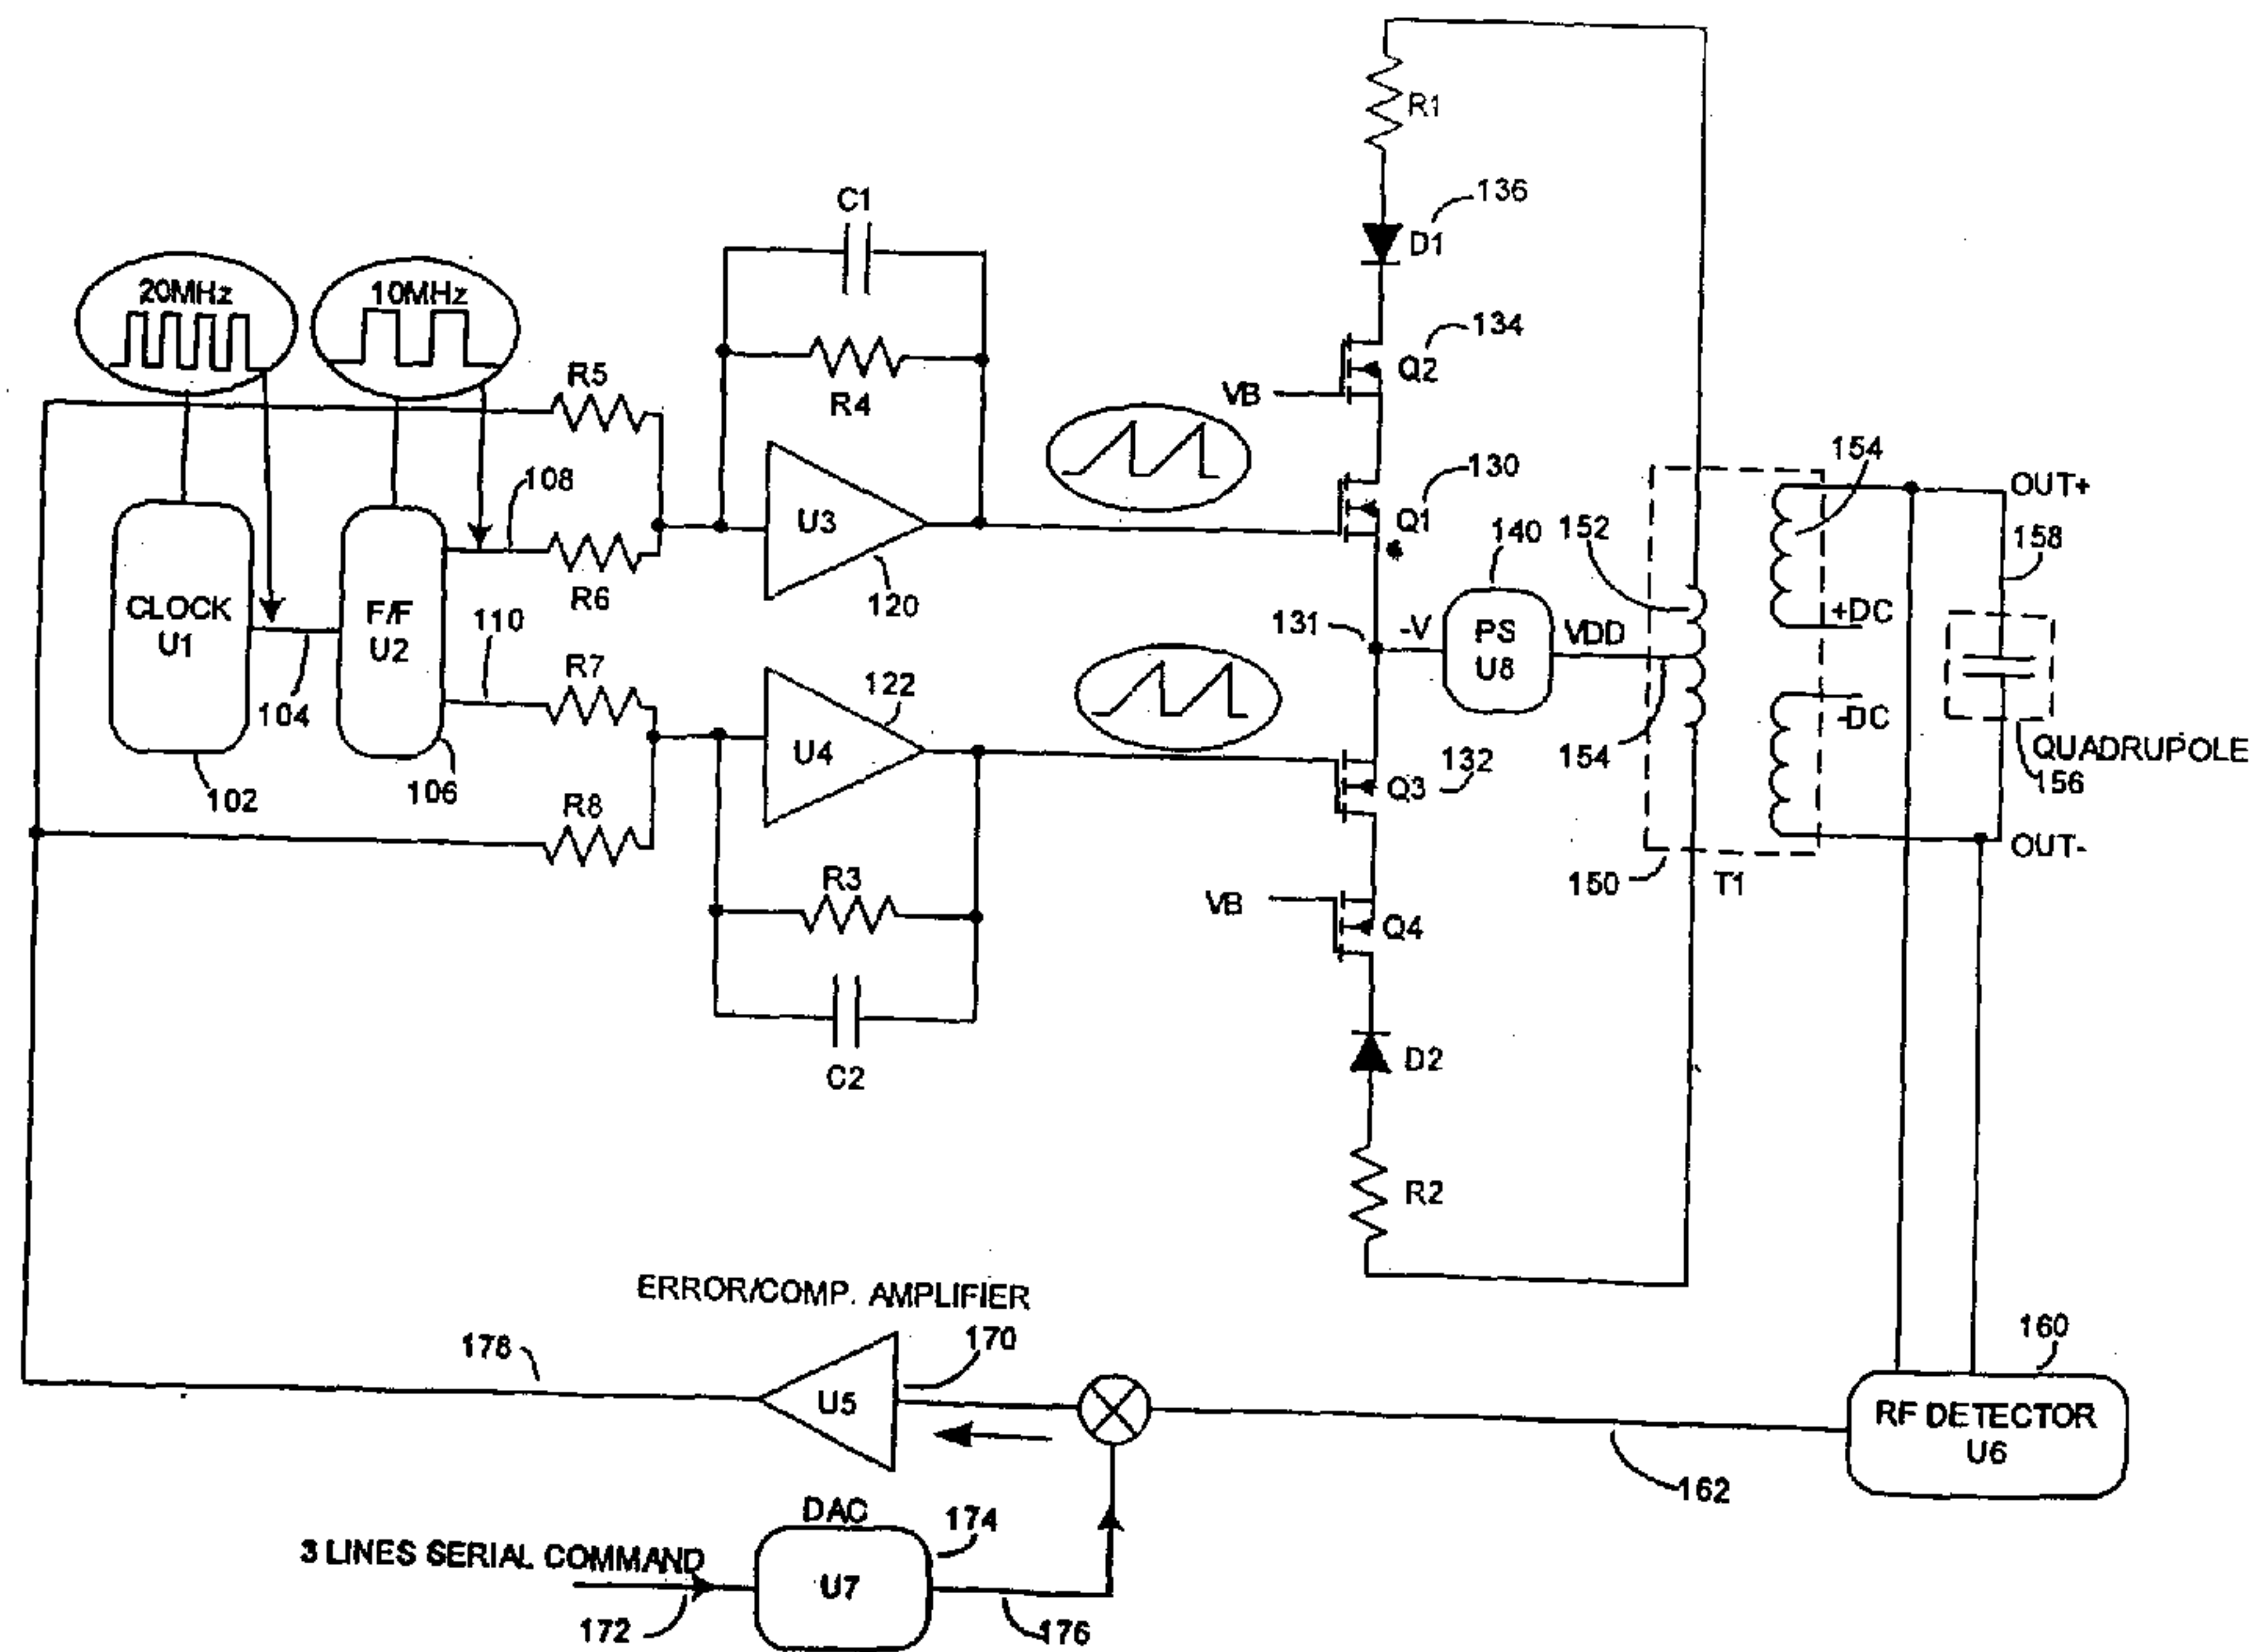 R1
136
D1
C1
20MHz
10MHz
134
Q2
R5
VB
R4
154
108
130
OUT+
U3
Q1
140
152
158
R6
120
CLOCK
U1
F/F
U2
110
131
-V
PS
U8
VDD
+DC
R7
122
104
-DC
U4
154
132
QUADRUPOLE
156
102
106
R8
Q3
OUT-
150
T1
R3
VB
Q4
C2
D2
R2
ERROR/COMP. AMPLIFIER
178
170
160
U5
RF DETECTOR
U6
162
DAC
174
3 LINES SERIAL COMMAND
U7
172
176